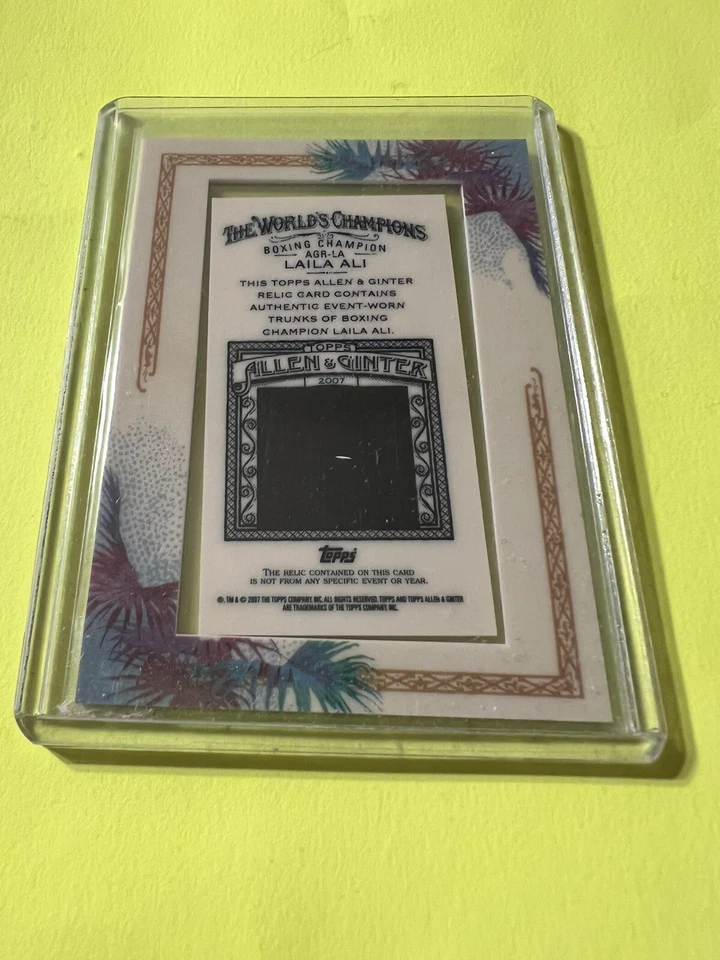 THE WORLD'S CHAMPIONS
BOXING CHAMPION
AGR-LA
LAILA ALI
THIS TOPPS ALLEN & GINTER
RELIC CARD CONTAINS
AUTHENTIC EVENT-WORN
TRUNKS OF BOXING
CHAMPION LAILA ALI.
TOPPS
ALLEN & GINTER
2007
Topps
THE RELIC CONTAINED ON THIS CARD
IS NOT FROM ANY SPECIFIC EVENT OR YEAR.
®, TM & © 2007 THE TOPPS COMPANY, INC. ALL RIGHTS RESERVED. TOPPS AND TOPPS ALLEN & GINTER
ARE TRADEMARKS OF THE TOPPS COMPANY, INC.